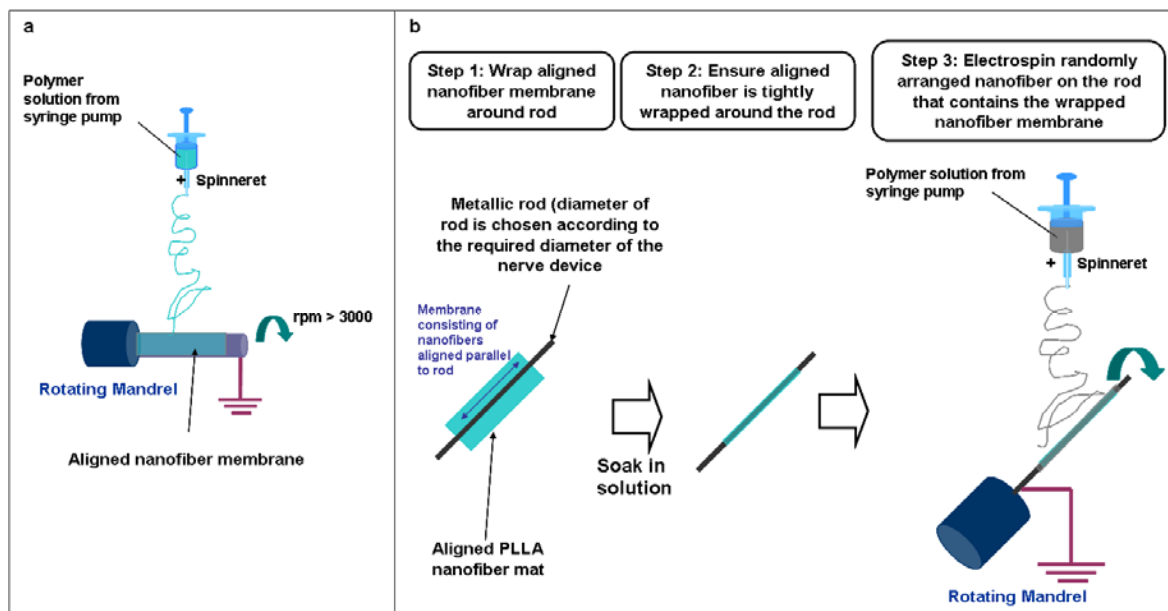 a
Polymer
solution from
syringe pump
+ Spinneret
rpm > 3000
Rotating Mandrel
Aligned nanofiber membrane
b
Step 1: Wrap aligned
nanofiber membrane
around rod
Step 2: Ensure aligned
nanofiber is tightly
wrapped around the rod
Step 3: Electrospin randomly
arranged nanofiber on the rod
that contains the wrapped
nanofiber membrane
Metallic rod (diameter of
rod is chosen according to
the required diameter of the
nerve device
Membrane
consisting of
nanofibers
aligned parallel
to rod
Aligned PLLA
nanofiber mat
Soak in
solution
Polymer solution from
syringe pump
+ Spinneret
Rotating Mandrel